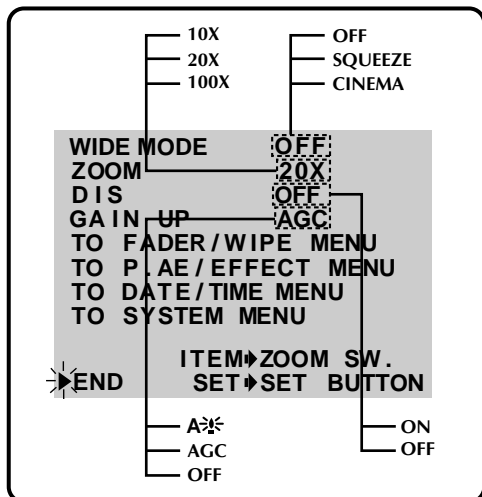 10X
20X
100X
OFF
SQUEEZE
CINEMA
WIDE MODE OFF
ZOOM 20X
DIS OFF
GAIN UP AGC
TO FADER/WIPE MENU
TO P.AE/EFFECT MENU
TO DATE/TIME MENU
TO SYSTEM MENU
ITEM ZOOM SW.
END SET SET BUTTON
A
AGC
OFF
ON
OFF